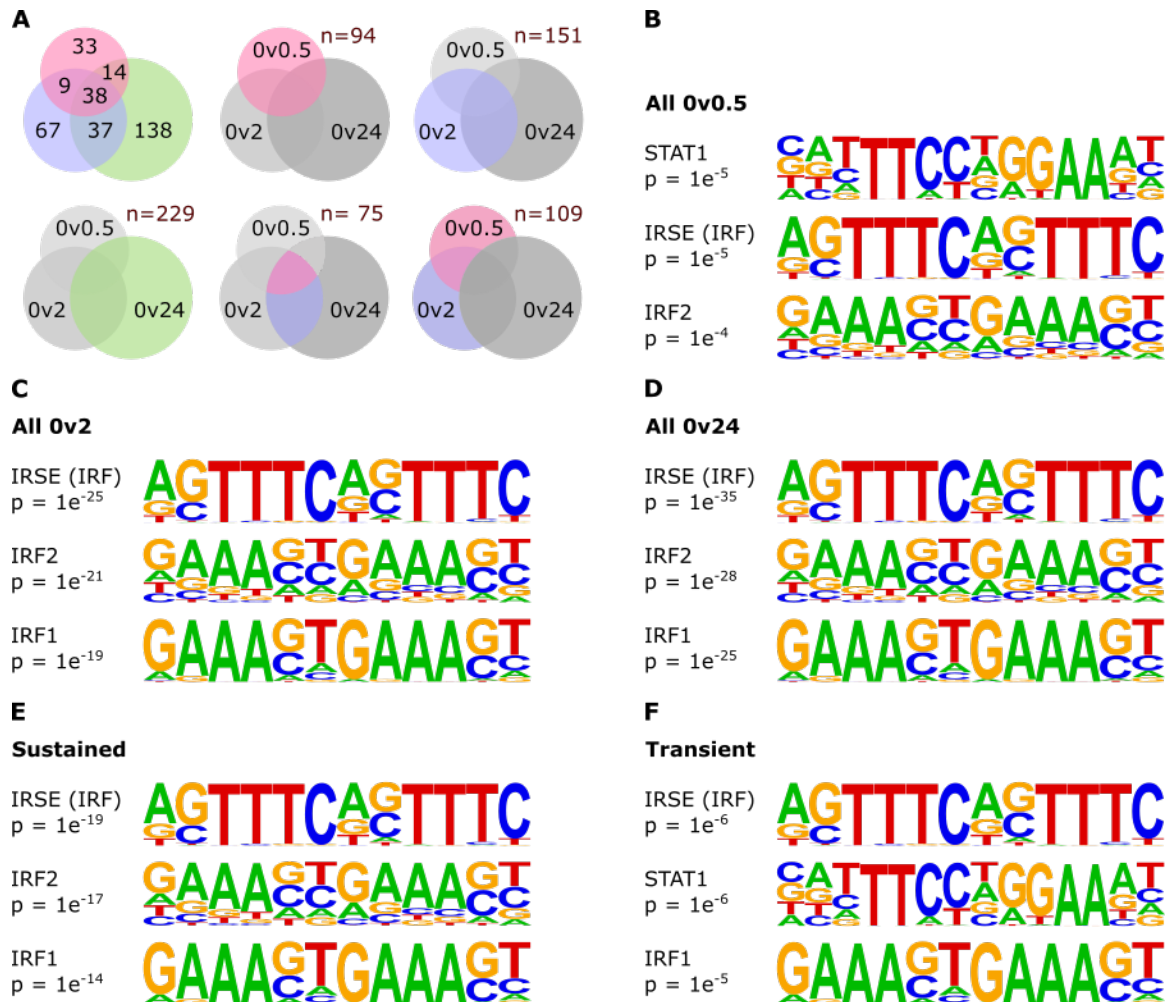 A
B
33
14
9
38
67
37
138
0v0.5
n=94
0v2
0v24
0v0.5
n=151
0v2
0v24
n=229
0v0.5
0v2
0v24
n= 75
0v0.5
0v2
0v24
n=109
0v0.5
0v2
0v24
All 0v0.5
STAT1
p = 1e-5
IRSE (IRF)
p = 1e-5
IRF2
p = 1e-4
C
All 0v2
IRSE (IRF)
p = 1e-25
IRF2
p = 1e-21
IRF1
p = 1e-19
D
All 0v24
IRSE (IRF)
p = 1e-35
IRF2
p = 1e-28
IRF1
p = 1e-25
E
Sustained
IRSE (IRF)
p = 1e-19
IRF2
p = 1e-17
IRF1
p = 1e-14
F
Transient
IRSE (IRF)
p = 1e-6
STAT1
p = 1e-6
IRF1
p = 1e-5